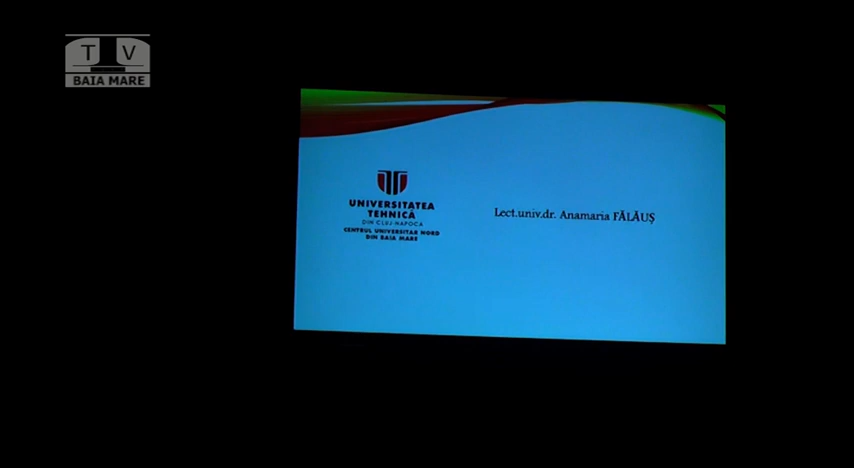 T V
BAIA MARE
UNIVERSITATEA
TEHNICĂ
DIN CLUJ-NAPOCA
CENTRUL UNIVERSITAR NORD
DIN BAIA MARE
Lect.univ.dr. Anamaria FĂLĂUȘ